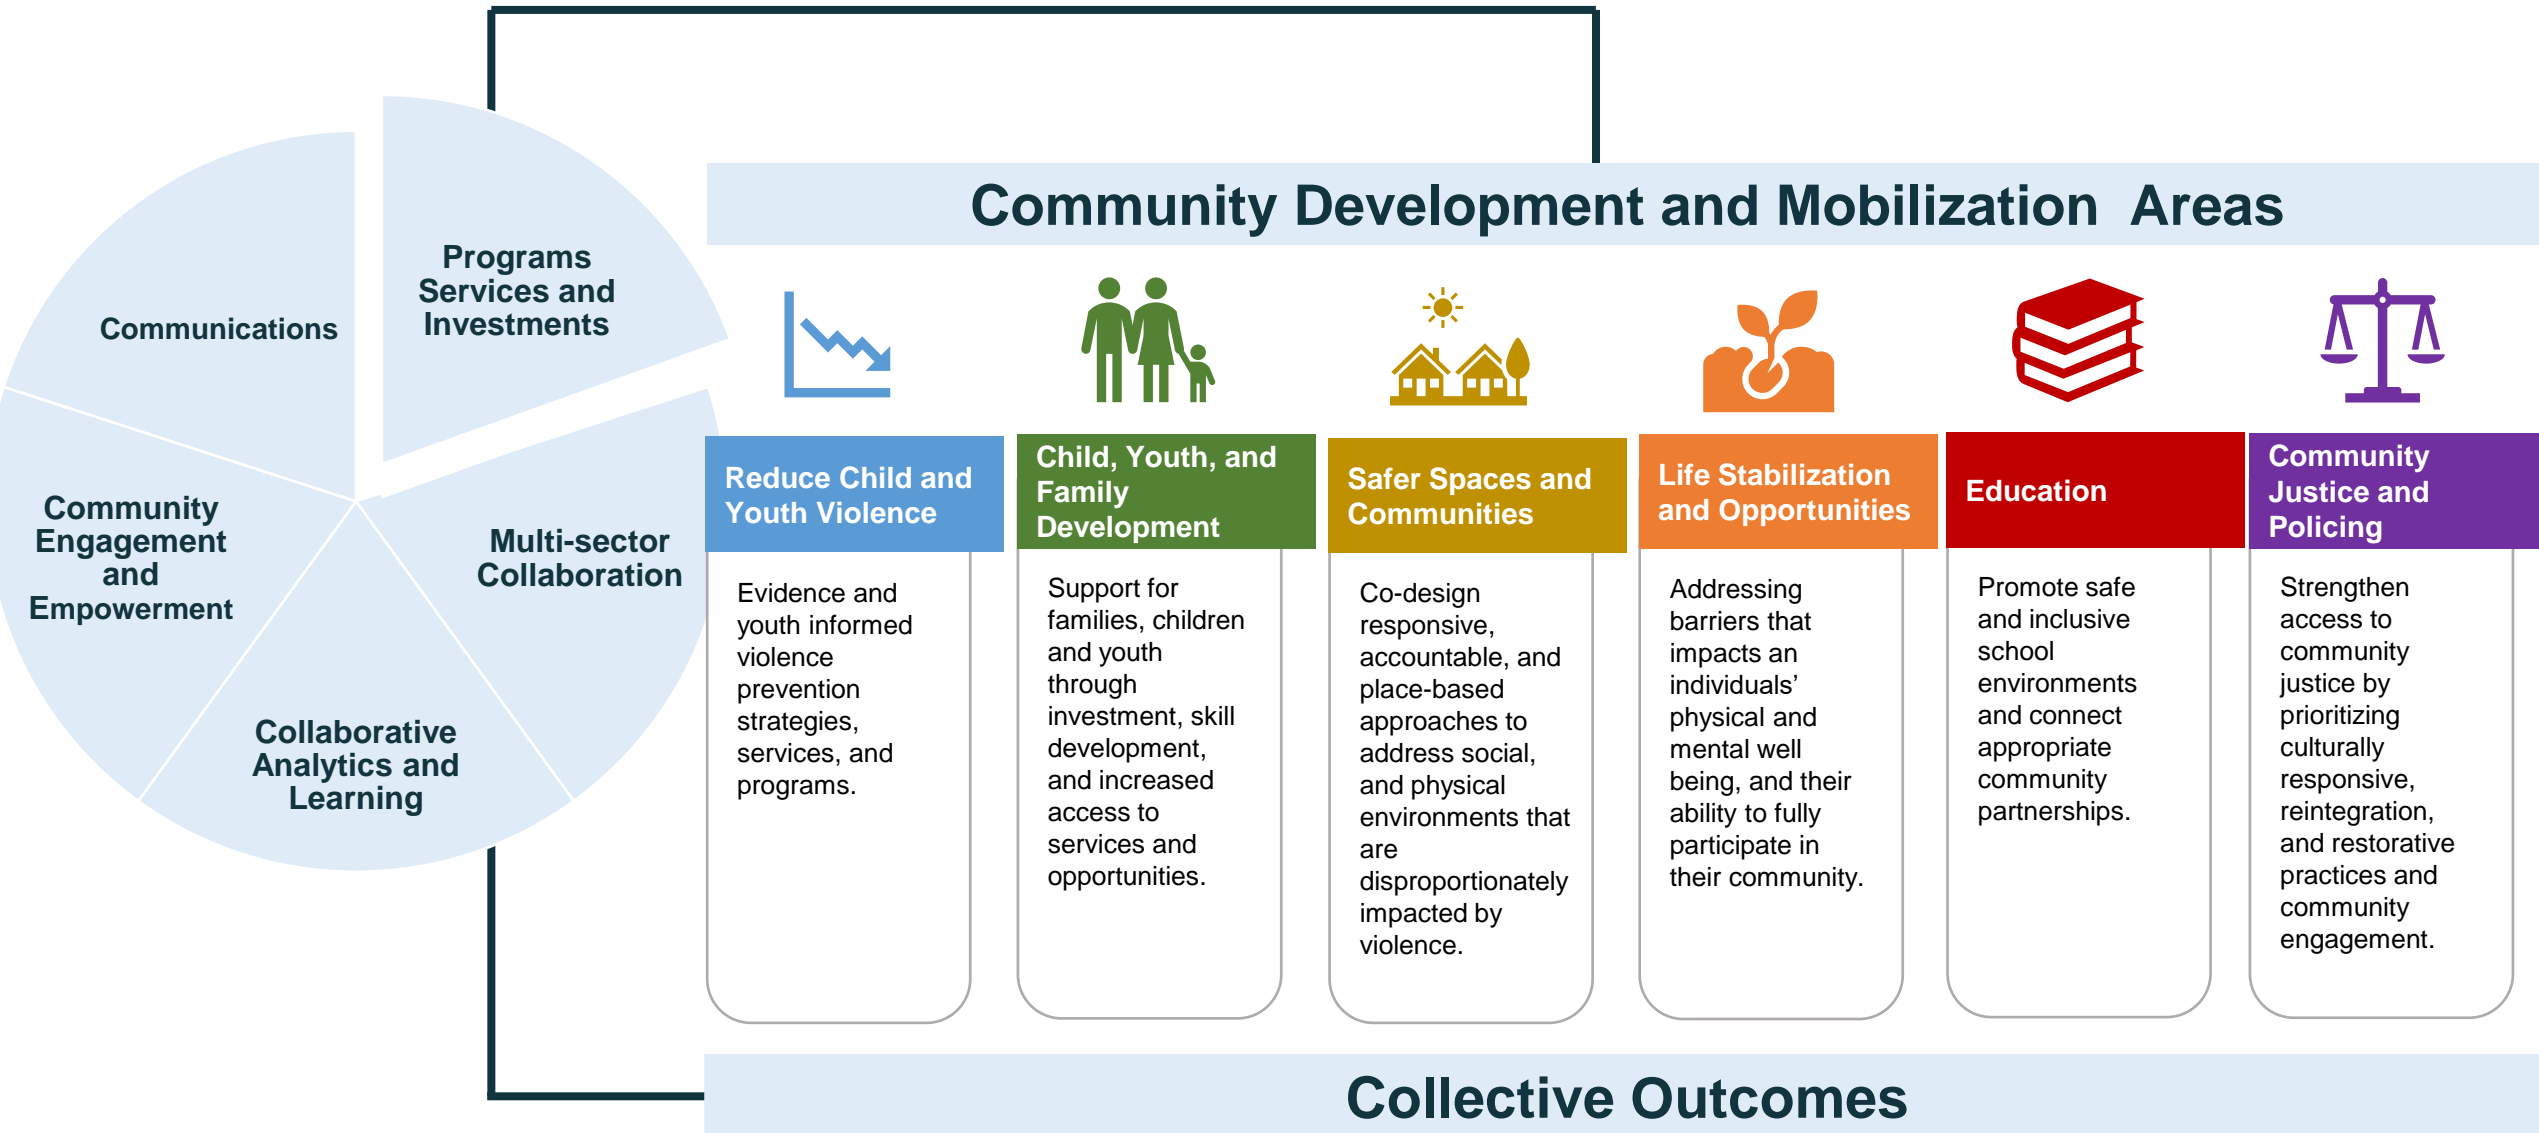 Programs
Services and
Investments
Communications
Community
Engagement
and
Empowerment
Multi-sector
Collaboration
Collaborative
Analytics and
Learning
Community Development and Mobilization  Areas
Reduce Child and
Youth Violence
Evidence and
youth informed
violence
prevention
strategies,
services, and
programs.
Child, Youth, and
Family
Development
Support for
families, children
and youth
through
investment, skill
development,
and increased
access to
services and
opportunities.
Safer Spaces and
Communities
Co-design
responsive,
accountable, and
place-based
approaches to
address social,
and physical
environments that
are
disproportionately
impacted by
violence.
Life Stabilization
and Opportunities
Addressing
barriers that
impacts an
individuals’
physical and
mental well
being, and their
ability to fully
participate in
their community.
Education
Promote safe
and inclusive
school
environments
and connect
appropriate
community
partnerships.
Community
Justice and
Policing
Strengthen
access to
community
justice by
prioritizing
culturally
responsive,
reintegration,
and restorative
practices and
community
engagement.
Collective Outcomes